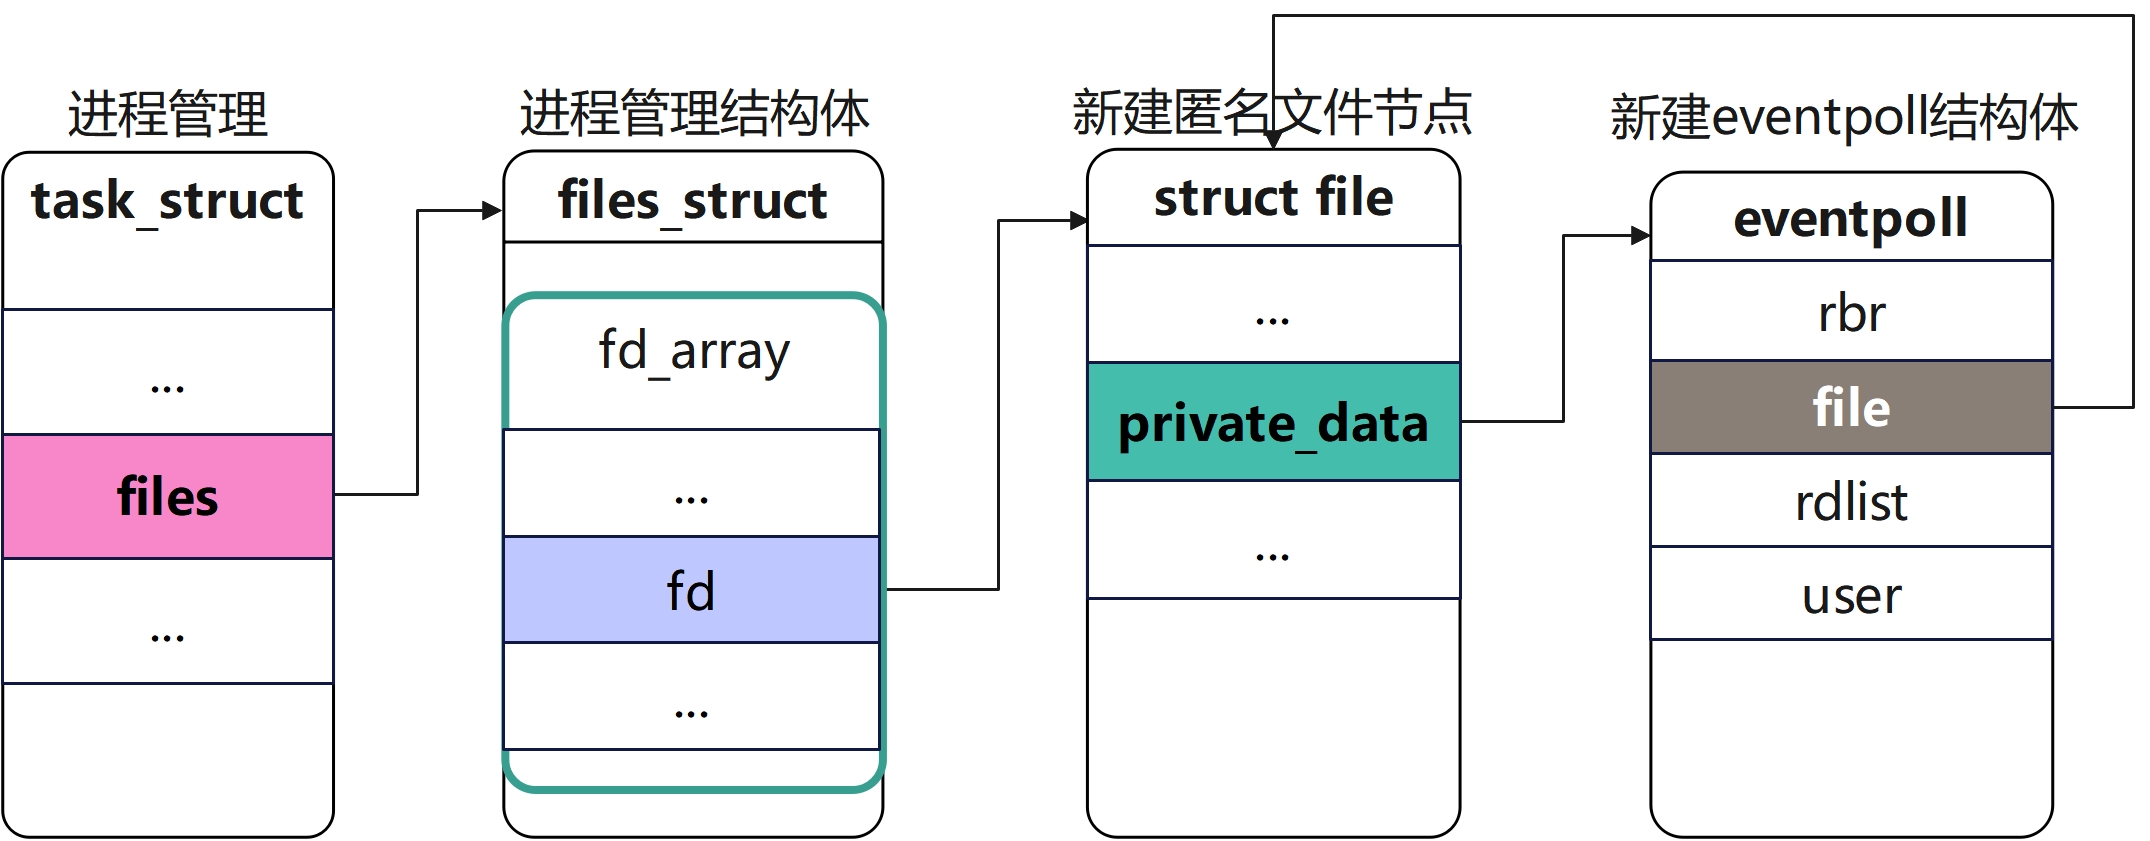 进程管理
task_struct
...
files
...
进程管理结构体
files_struct
fd_array
...
fd
...
新建匿名文件节点
struct file
...
private_data
...
新建eventpoll结构体
eventpoll
rbr
file
rdlist
user